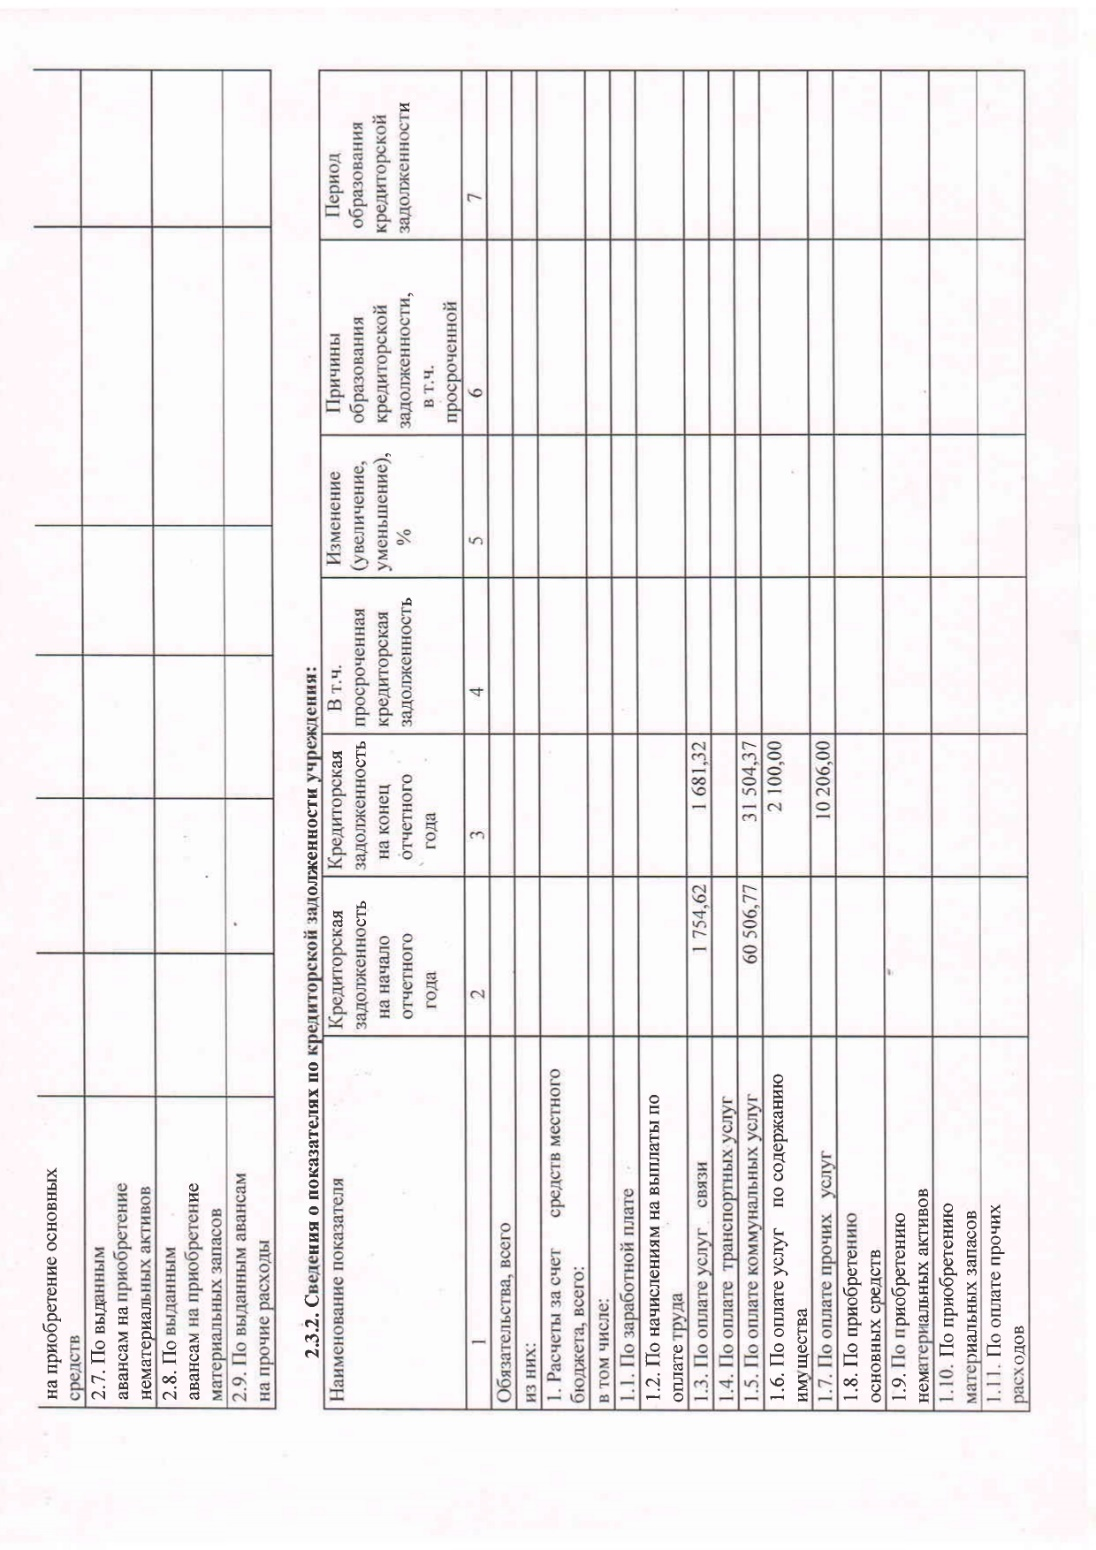 на приобретение основных
средств
2.7. По выданным
авансам на приобретение
нематериальных активов
2.8. По выданным
авансам на приобретение
материальных запасов
2.9. По выданным авансам
на прочие расходы
2.3.2. Сведения о показателях по кредиторской задолженности учреждения:
Наименование показателя
Кредиторская
задолженность
на начало
отчетного
года
Кредиторская
задолженность
на конец
отчетного
года
В т.ч.
просроченная
кредиторская
задолженность
Изменение
(увеличение,
уменьшение),
%
Причины
образования
кредиторской
задолженности,
в т.ч.
просроченной
Период
образования
кредиторской
задолженности
1 2 3 4 5 6 7
Обязательства, всего
из них:
1. Расчеты за счет средств местного
бюджета, всего:
в том числе:
1.1. По заработной плате
1.2. По начислениям на выплаты по
оплате труда
1.3. По оплате услуг связи 1 754,62 1 681,32
1.4. По оплате транспортных услуг
1.5. По оплате коммунальных услуг 60 506,77 31 504,37
1.6. По оплате услуг по содержанию 2 100,00
имущества
1.7. По оплате прочих услуг 10 206,00
1.8. По приобретению
основных средств
1.9. По приобретению
нематериальных активов
1.10. По приобретению
материальных запасов
1.11. По оплате прочих
расходов